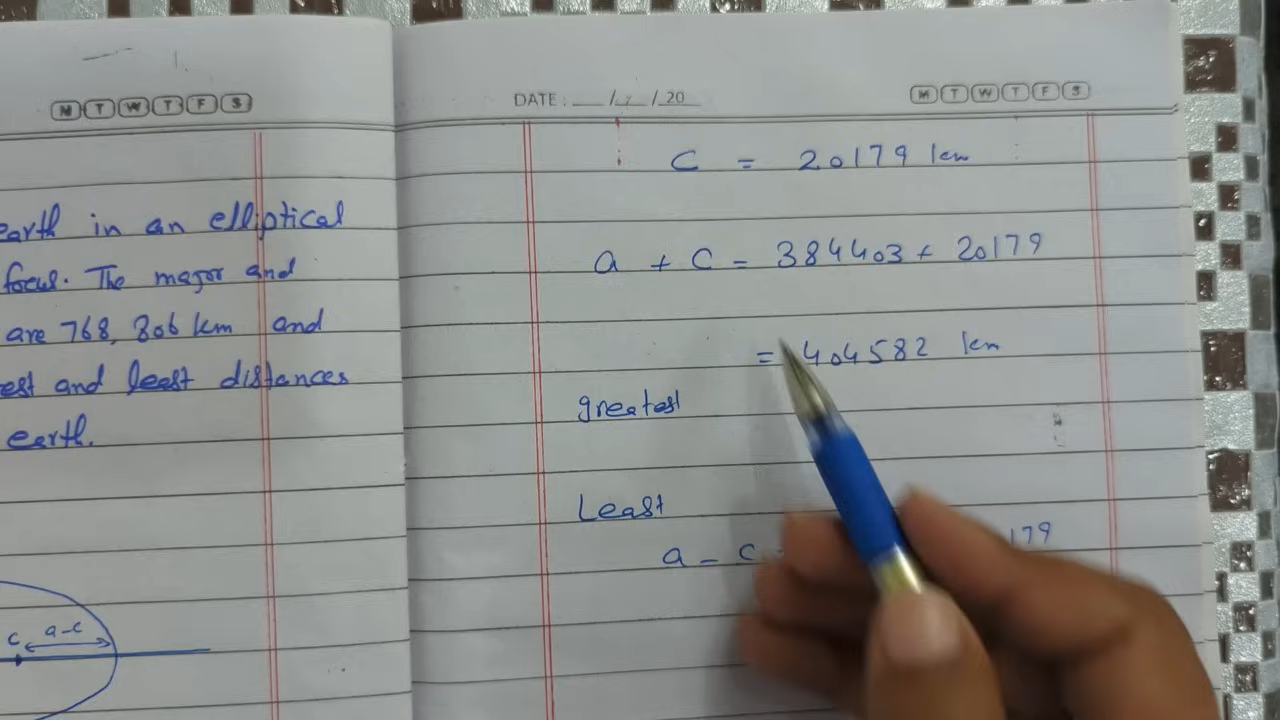 M T W T F S
earth in an elliptical
focus. The major and
are 768,806 km and
est and least distances
earth.
c a-c
DATE : / / 20
M T W T F S
C = 20179 km
a + c = 384403 + 20179
= 404582 km
greatest
Least
a - c 179